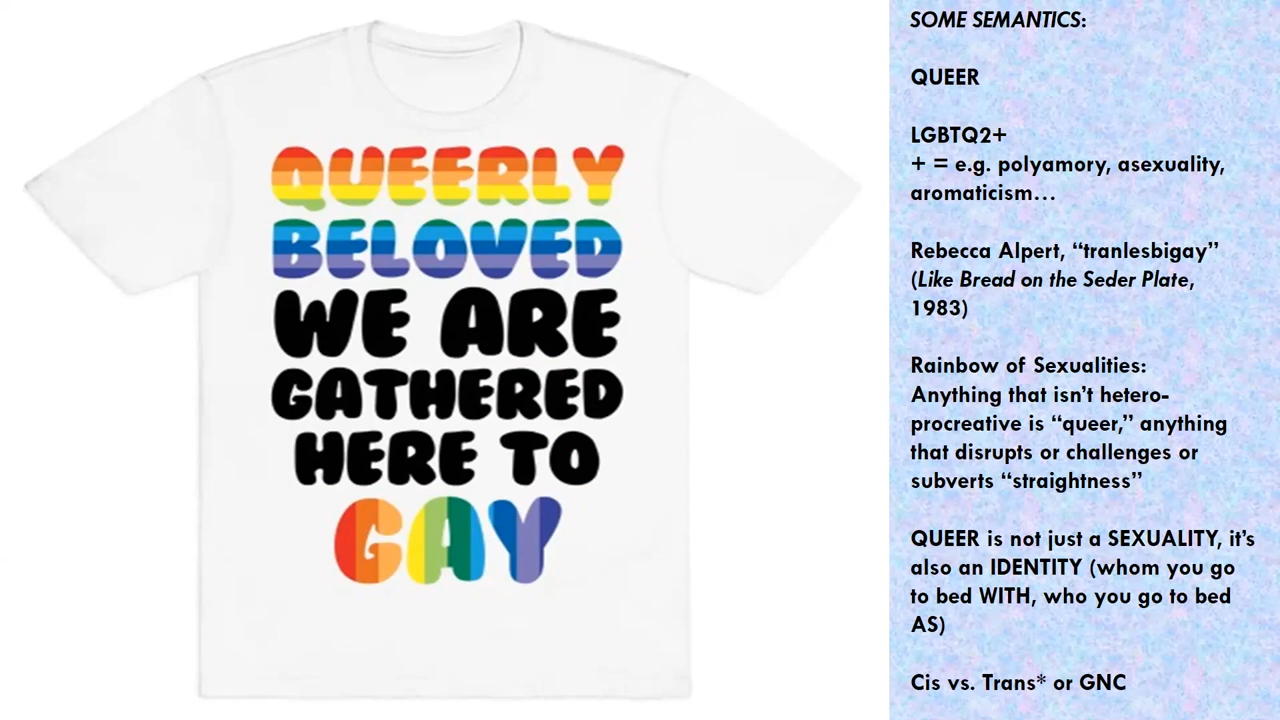 QUEERLY
BELOVED
WE ARE
GATHERED
HERE TO
GAY
SOME SEMANTICS:
QUEER
LGBTQ2+
+ = e.g. polyamory, asexuality,
aromaticism…
Rebecca Alpert, “tranlesbigay”
(Like Bread on the Seder Plate,
1983)
Rainbow of Sexualities:
Anything that isn’t hetero-
procreative is “queer,” anything
that disrupts or challenges or
subverts “straightness”
QUEER is not just a SEXUALITY, it’s
also an IDENTITY (whom you go
to bed WITH, who you go to bed
AS)
Cis vs. Trans* or GNC